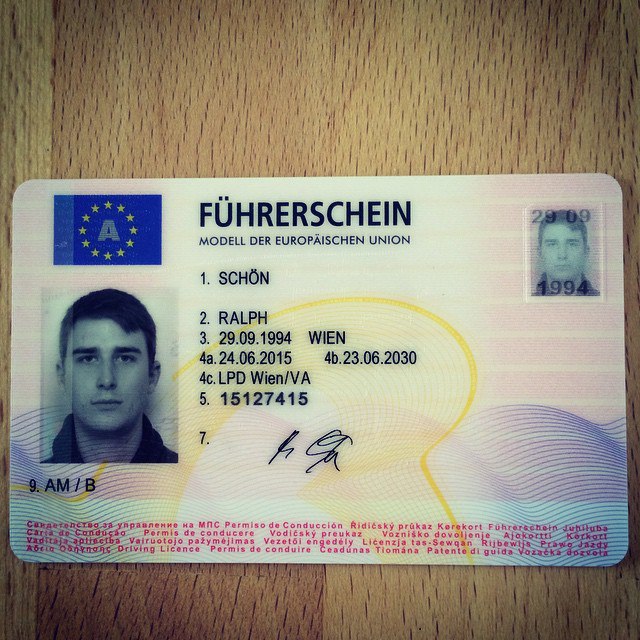 FÜHRERSCHEIN
MODELL DER EUROPÄISCHEN UNION
A
29 09
1994
1. SCHÖN
2. RALPH
3. 29.09.1994 WIEN
4a. 24.06.2015 4b. 23.06.2030
4c. LPD Wien/VA
5. 15127415
7.
9. AM / B
Свидетелство за управление на МПС Permiso de Conducción Řidičský průkaz Kørekort Führerschein Juhiluba
Carta de Condução Permis de conducere Vodičský preukaz Vozniško dovoljenje Ajokortti Körkort
Vadītāja apliecība Vairuotojo pažymėjimas Vezetői engedély Liċenzja tas-Sewqan Rijbewijs Prawo Jazdy
Άδεια Οδήγησης Driving Licence Permis de conduire Ceadúnas Tiomána Patente di guida Vozačka dozvola